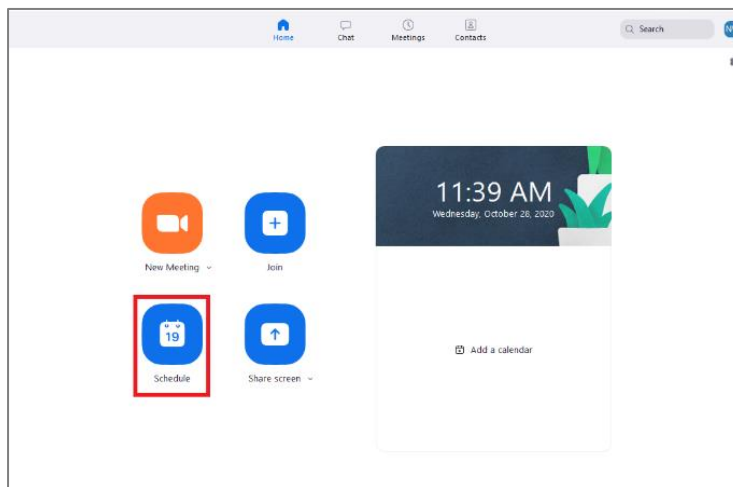 Home
Chat
Meetings
Contacts
Search
11:39 AM
Wednesday, October 28, 2020
New Meeting
Join
19
Schedule
Share screen
Add a calendar